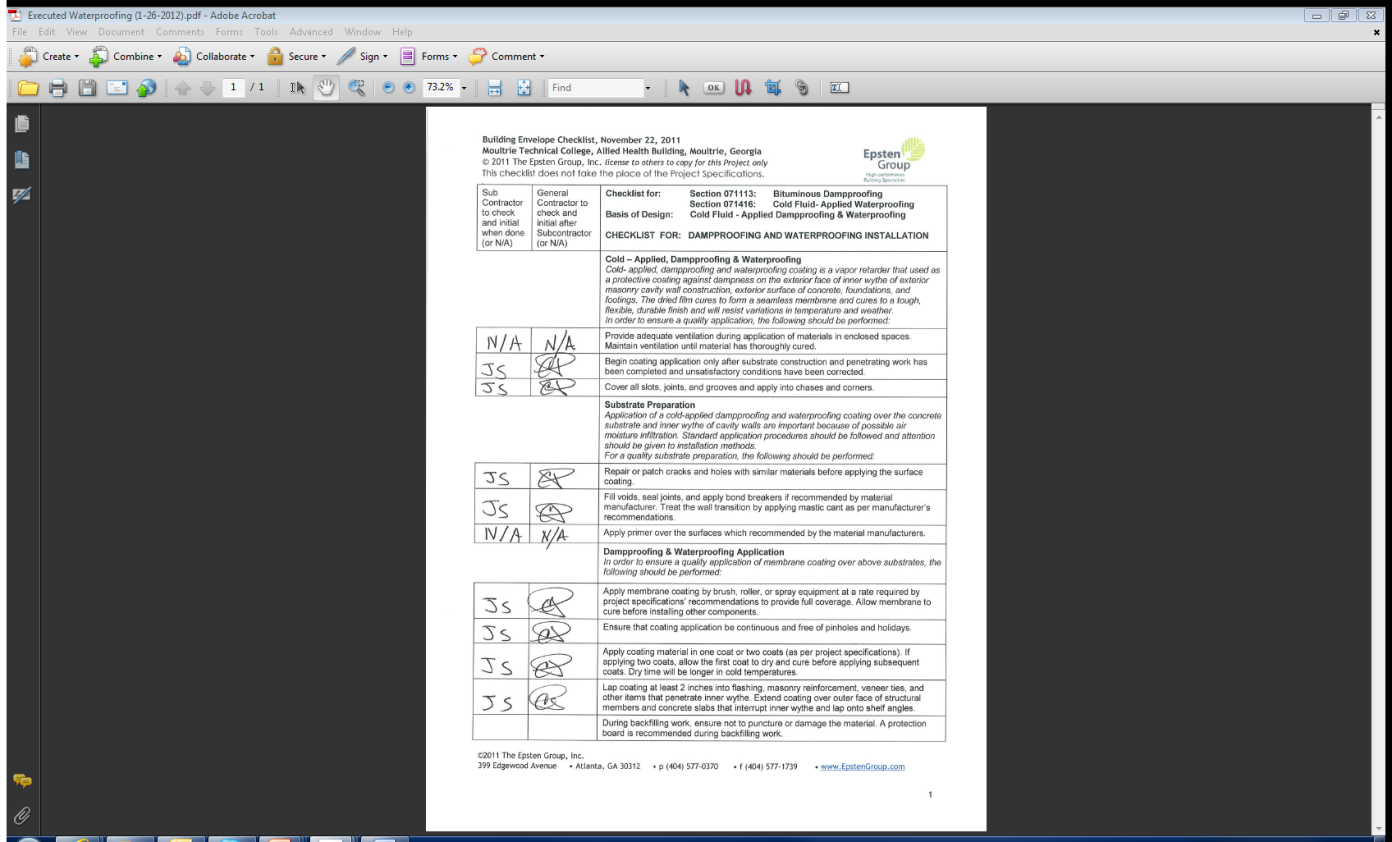 Executed Waterproofing (1-26-2012).pdf - Adobe Acrobat
File Edit View Document Comments Forms Tools Advanced Window Help
Create Combine Collaborate Secure Sign Forms Comment
1 / 1 73.2% Find OK
Building Envelope Checklist, November 22, 2011
Moultrie Technical College, Allied Health Building, Moultrie, Georgia
© 2011 The Epsten Group, Inc. license to others to copy for this Project only
This checklist does not take the place of the Project Specifications.
Epsten
Group
High-performance
Building Specialists
Sub
Contractor
to check
and initial
when done
(or N/A)
General
Contractor to
check and
initial after
Subcontractor
(or N/A)
Checklist for: Section 071113: Bituminous Dampproofing
Section 071416: Cold Fluid- Applied Waterproofing
Basis of Design: Cold Fluid - Applied Dampproofing & Waterproofing
CHECKLIST FOR: DAMPPROOFING AND WATERPROOFING INSTALLATION
Cold – Applied, Dampproofing & Waterproofing
Cold- applied, dampproofing and waterproofing coating is a vapor retarder that used as
a protective coating against dampness on the exterior face of inner wythe of exterior
masonry cavity wall construction, exterior surface of concrete, foundations, and
footings. The dried film cures to form a seamless membrane and cures to a tough,
flexible, durable finish and will resist variations in temperature and weather.
In order to ensure a quality application, the following should be performed:
N/A N/A
Provide adequate ventilation during application of materials in enclosed spaces.
Maintain ventilation until material has thoroughly cured.
JS
Begin coating application only after substrate construction and penetrating work has
been completed and unsatisfactory conditions have been corrected.
JS
Cover all slots, joints, and grooves and apply into chases and corners.
Substrate Preparation
Application of a cold-applied dampproofing and waterproofing coating over the concrete
substrate and inner wythe of cavity walls are important because of possible air
moisture infiltration. Standard application procedures should be followed and attention
should be given to installation methods.
For a quality substrate preparation, the following should be performed:
JS
Repair or patch cracks and holes with similar materials before applying the surface
coating.
JS
Fill voids, seal joints, and apply bond breakers if recommended by material
manufacturer. Treat the wall transition by applying mastic cant as per manufacturer's
recommendations.
N/A N/A
Apply primer over the surfaces which recommended by the material manufacturers.
Dampproofing & Waterproofing Application
In order to ensure a quality application of membrane coating over above substrates, the
following should be performed:
JS
Apply membrane coating by brush, roller, or spray equipment at a rate required by
project specifications' recommendations to provide full coverage. Allow membrane to
cure before installing other components.
JS
Ensure that coating application be continuous and free of pinholes and holidays.
JS
Apply coating material in one coat or two coats (as per project specifications). If
applying two coats, allow the first coat to dry and cure before applying subsequent
coats. Dry time will be longer in cold temperatures.
JS
Lap coating at least 2 inches into flashing, masonry reinforcement, veneer ties, and
other items that penetrate inner wythe. Extend coating over outer face of structural
members and concrete slabs that interrupt inner wythe and lap onto shelf angles.
During backfilling work, ensure not to puncture or damage the material. A protection
board is recommended during backfilling work.
©2011 The Epsten Group, Inc.
399 Edgewood Avenue • Atlanta, GA 30312 • p (404) 577-0370 • f (404) 577-1739 • www.EpstenGroup.com
1